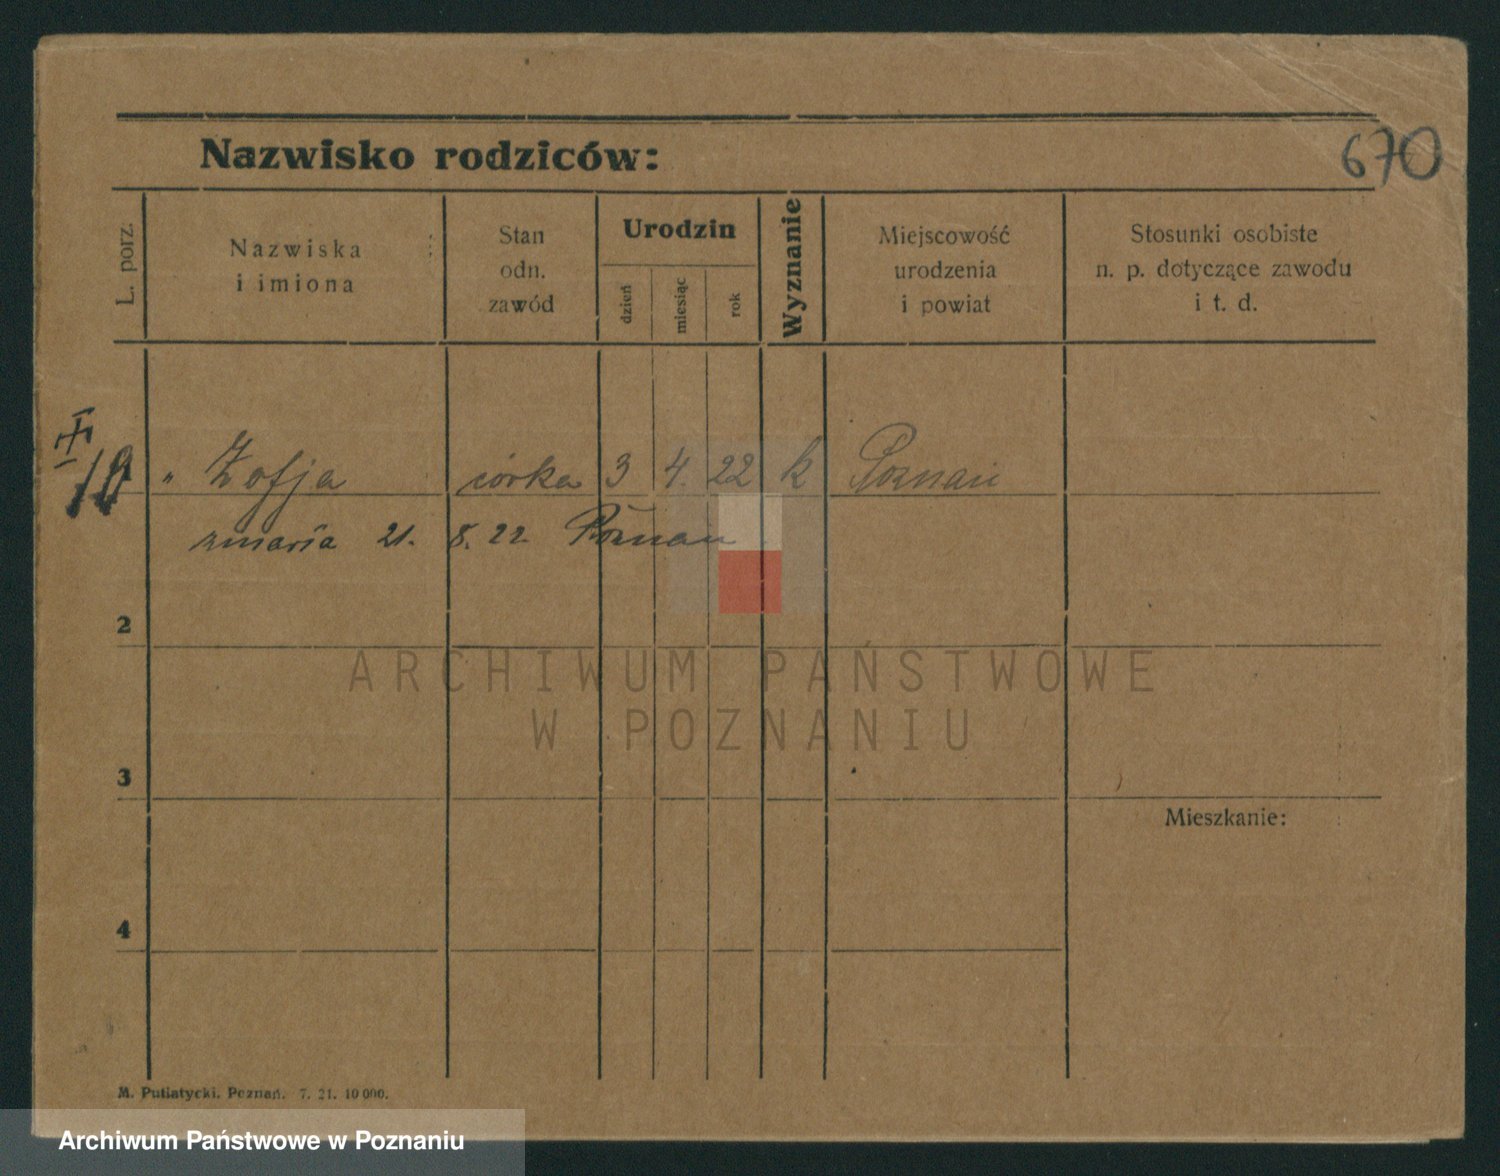 670
Nazwisko rodziców:
L. porz.
Nazwiska
i imiona
Stan
odn.
zawód
Urodzin
dzień
miesiąc
rok
Wyznanie
Miejscowość
urodzenia
i powiat
Stosunki osobiste
n. p. dotyczące zawodu
i t. d.
" Zofja córka 3 4. 22 k Poznań
zmarła 21. 8. 22 Poznań
2
ARCHIWUM PAŃSTWOWE
W POZNANIU
3
Mieszkanie:
4
M. Putiatycki. Poznań. 7. 21. 10 000.
Archiwum Państwowe w Poznaniu